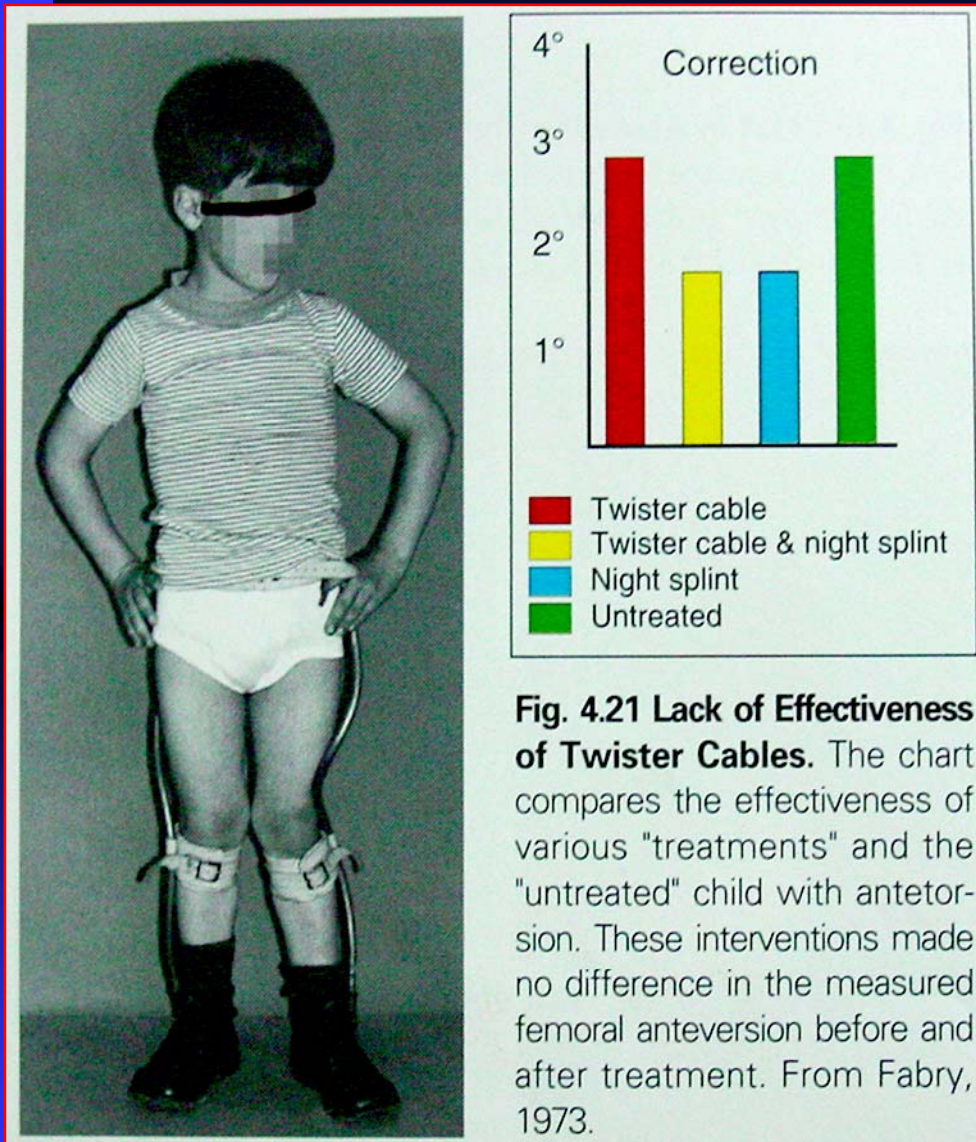 4°
Correction
3°
2°
1°
Twister cable
Twister cable & night splint
Night splint
Untreated
Fig. 4.21 Lack of Effectiveness
of Twister Cables. The chart
compares the effectiveness of
various "treatments" and the
"untreated" child with antetor-
sion. These interventions made
no difference in the measured
femoral anteversion before and
after treatment. From Fabry,
1973.